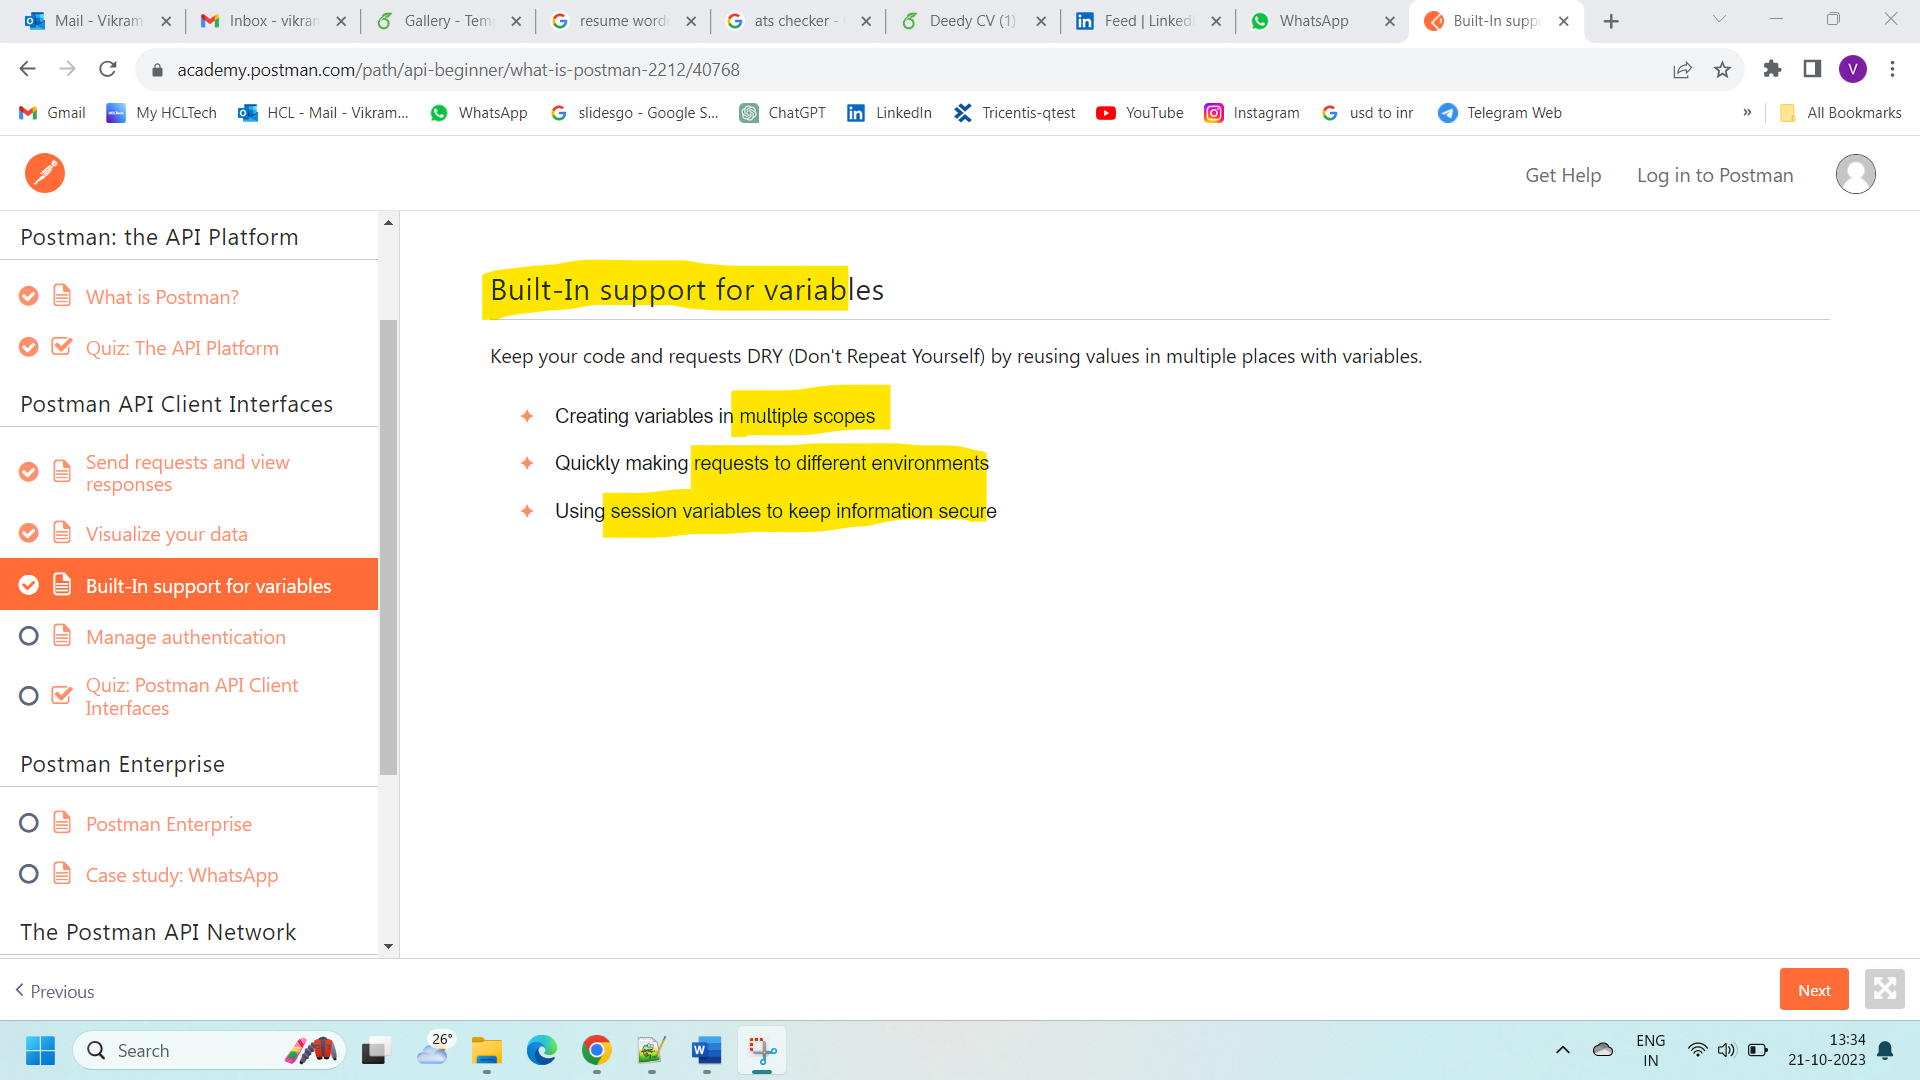 Mail - Vikram
Inbox - vikran
Gallery - Tem
resume word
ats checker -
Deedy CV (1)
Feed | Linked
WhatsApp
Built-In supp
academy.postman.com/path/api-beginner/what-is-postman-2212/40768
V
Gmail
My HCLTech
HCL - Mail - Vikram...
WhatsApp
slidesgo - Google S...
ChatGPT
LinkedIn
Tricentis-qtest
YouTube
Instagram
usd to inr
Telegram Web
»
All Bookmarks
Get Help
Log in to Postman
Postman: the API Platform
What is Postman?
Quiz: The API Platform
Postman API Client Interfaces
Send requests and view
responses
Visualize your data
Built-In support for variables
Manage authentication
Quiz: Postman API Client
Interfaces
Postman Enterprise
Postman Enterprise
Case study: WhatsApp
The Postman API Network
Built-In support for variables
Keep your code and requests DRY (Don't Repeat Yourself) by reusing values in multiple places with variables.
Creating variables in multiple scopes
Quickly making requests to different environments
Using session variables to keep information secure
Previous
Next
Search
26°
ENG
IN
13:34
21-10-2023